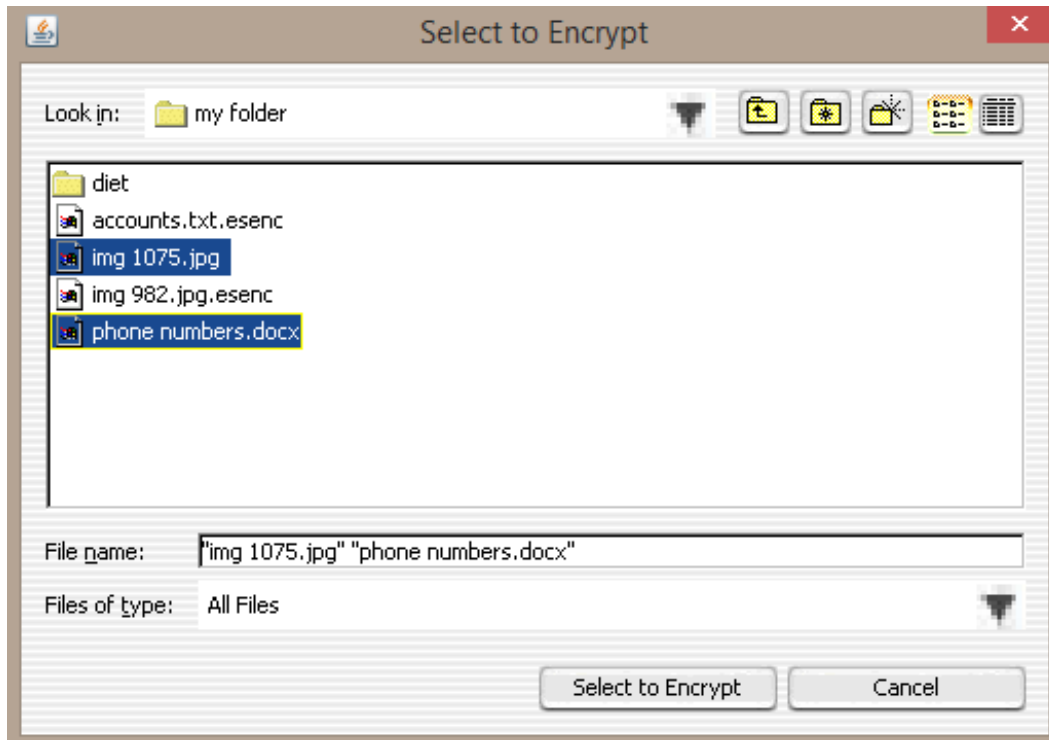 Select to Encrypt
Look in: my folder
diet
accounts.txt.esenc
img 1075.jpg
img 982.jpg.esenc
phone numbers.docx
File name: "img 1075.jpg" "phone numbers.docx"
Files of type: All Files
Select to Encrypt Cancel